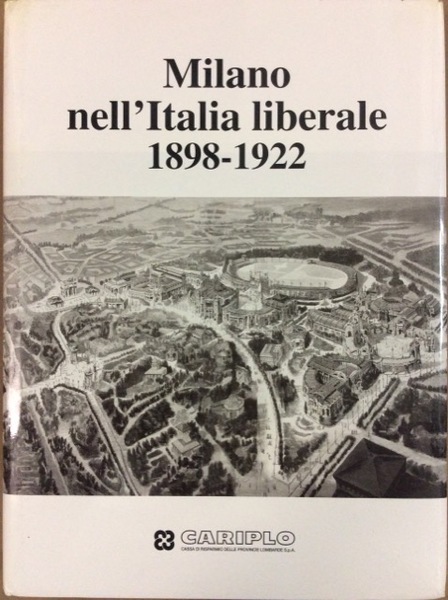 Milano
nell'Italia liberale
1898-1922
CARIPLO
CASSA DI RISPARMIO DELLE PROVINCIE LOMBARDE S.p.A.